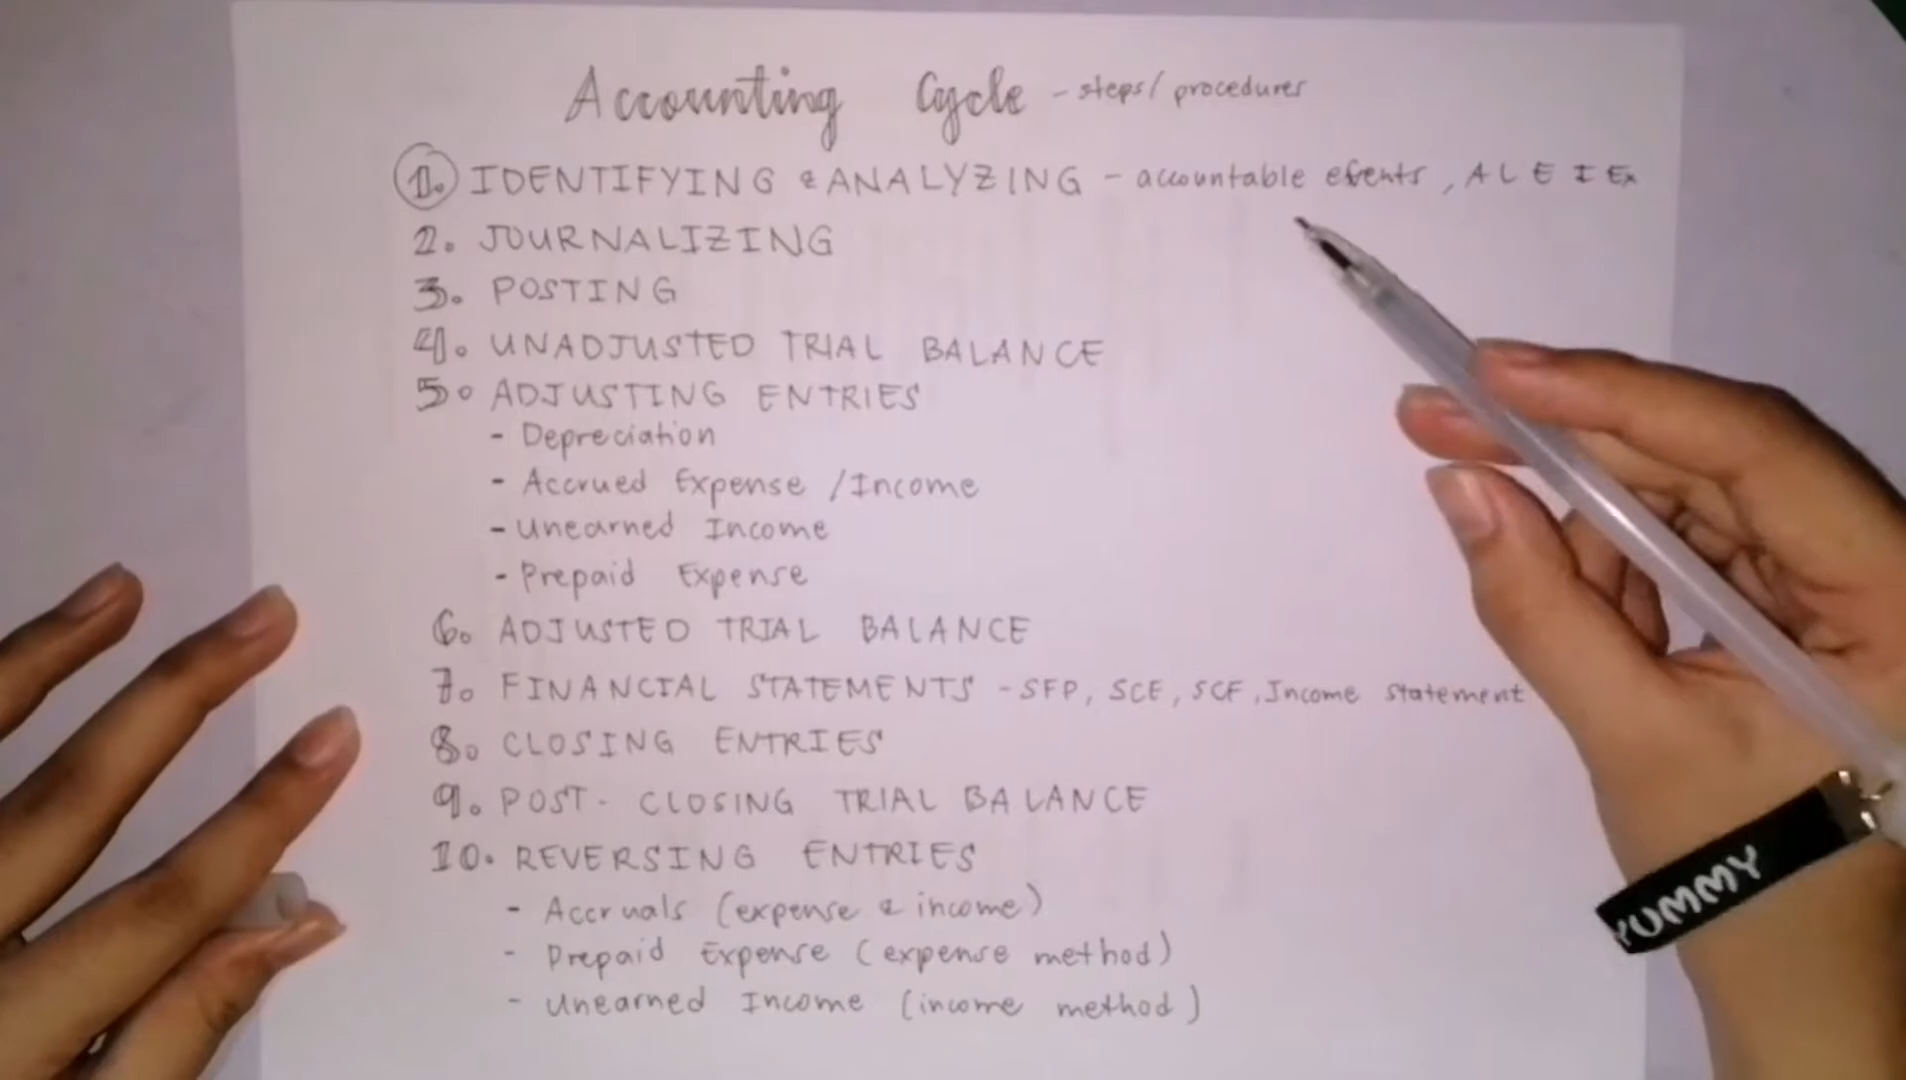 Accounting Cycle - steps/procedures
1. IDENTIFYING & ANALYZING - accountable events, A L E I Ex
2. JOURNALIZING
3. POSTING
4. UNADJUSTED TRIAL BALANCE
5. ADJUSTING ENTRIES
- Depreciation
- Accrued Expense /Income
- Unearned Income
- Prepaid Expense
6. ADJUSTED TRIAL BALANCE
7. FINANCIAL STATEMENTS - SFP, SCE, SCF, Income Statement
8. CLOSING ENTRIES
9. POST- CLOSING TRIAL BALANCE
10. REVERSING ENTRIES
- Accruals (expense & income)
- Prepaid Expense (expense method)
- Unearned Income (income method)
YUMMY